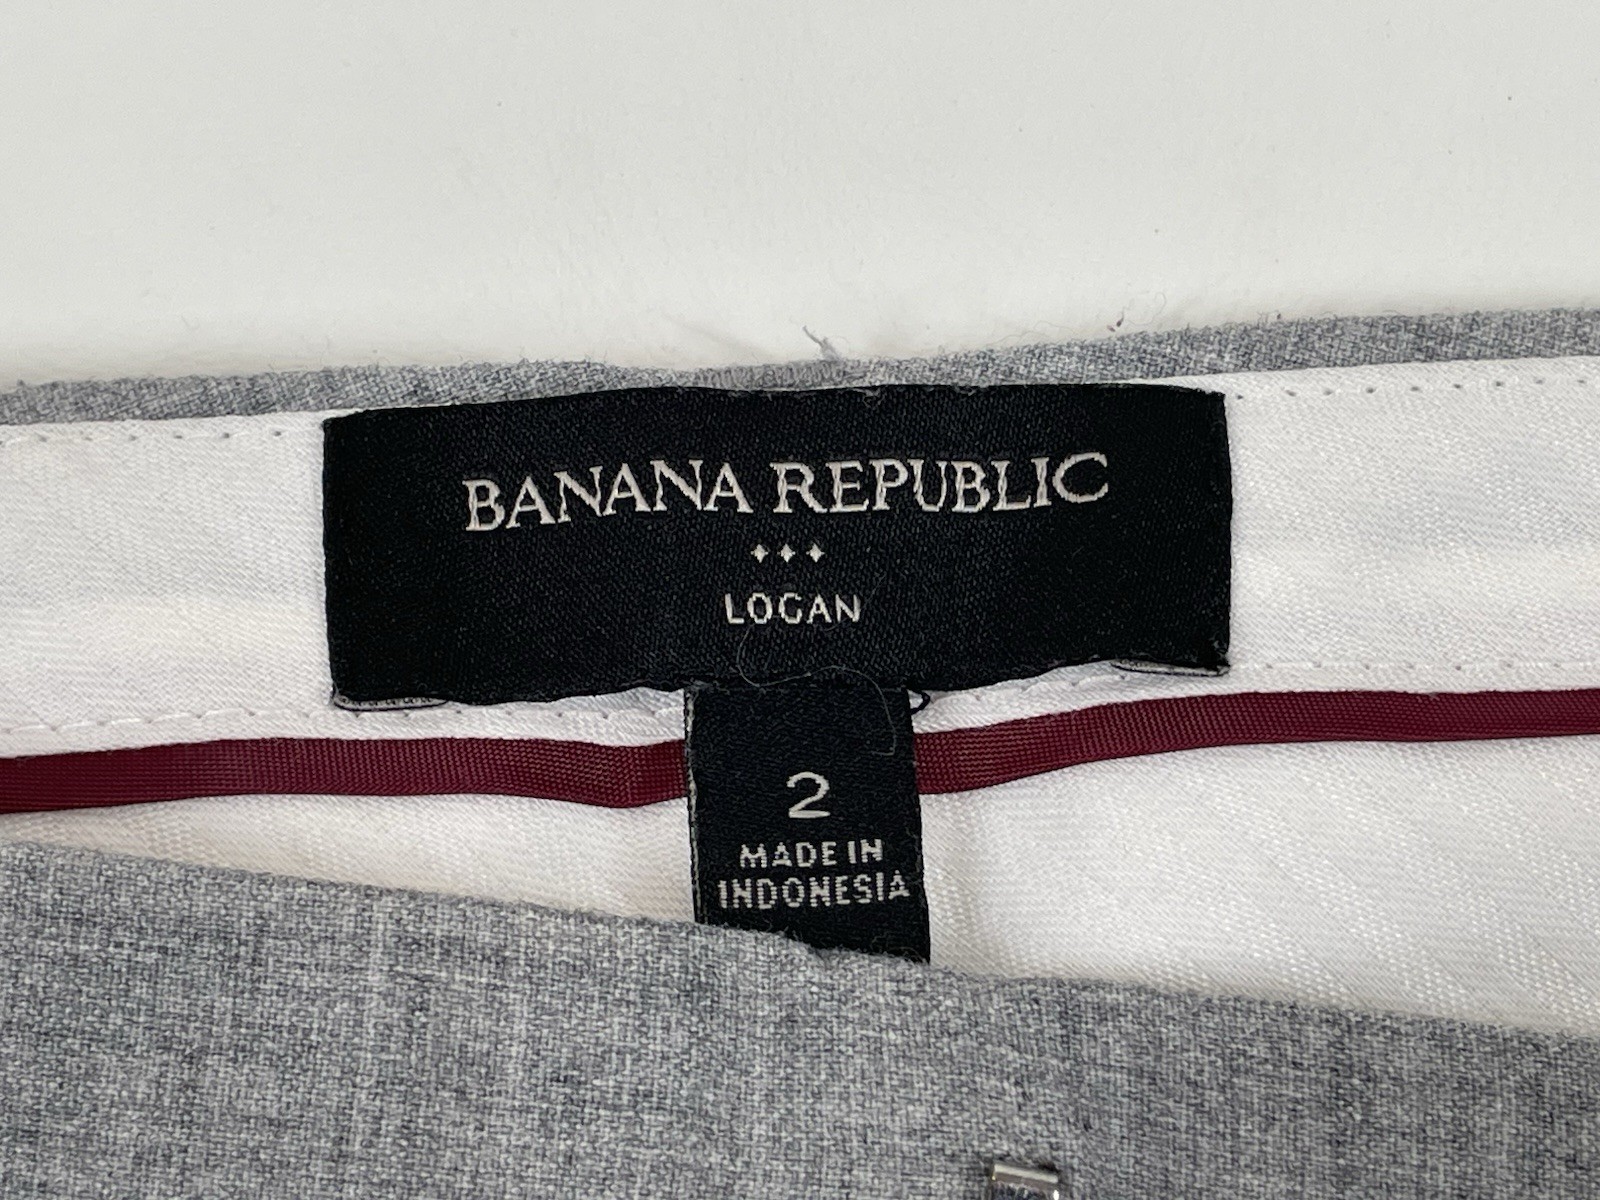 BANANA REPUBLIC
LOGAN
2
MADE IN
INDONESIA